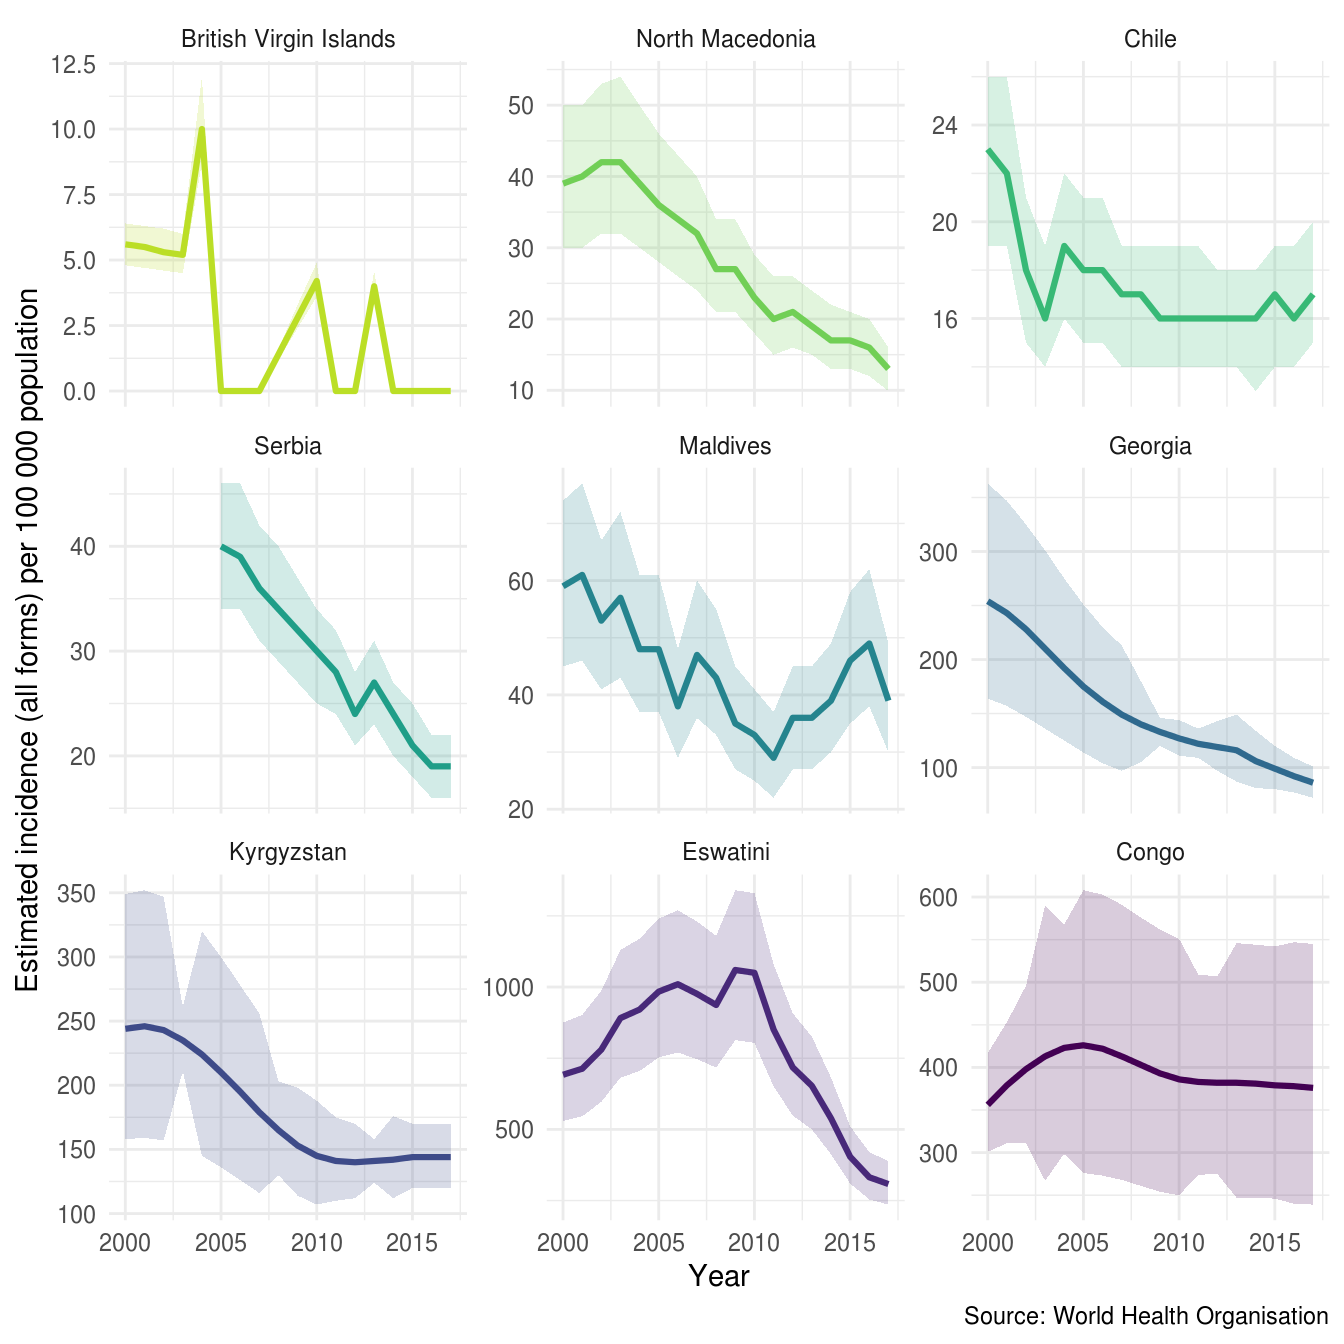 British Virgin Islands
North Macedonia
Chile
12.5
10.0
7.5
5.0
2.5
0.0
50
40
30
20
10
24
20
16
Serbia
Maldives
Georgia
40
30
20
60
40
20
300
200
100
Kyrgyzstan
Eswatini
Congo
350
300
250
200
150
100
1000
500
600
500
400
300
2000 2005 2010 2015
2000 2005 2010 2015
2000 2005 2010 2015
Estimated incidence (all forms) per 100 000 population
Year
Source: World Health Organisation